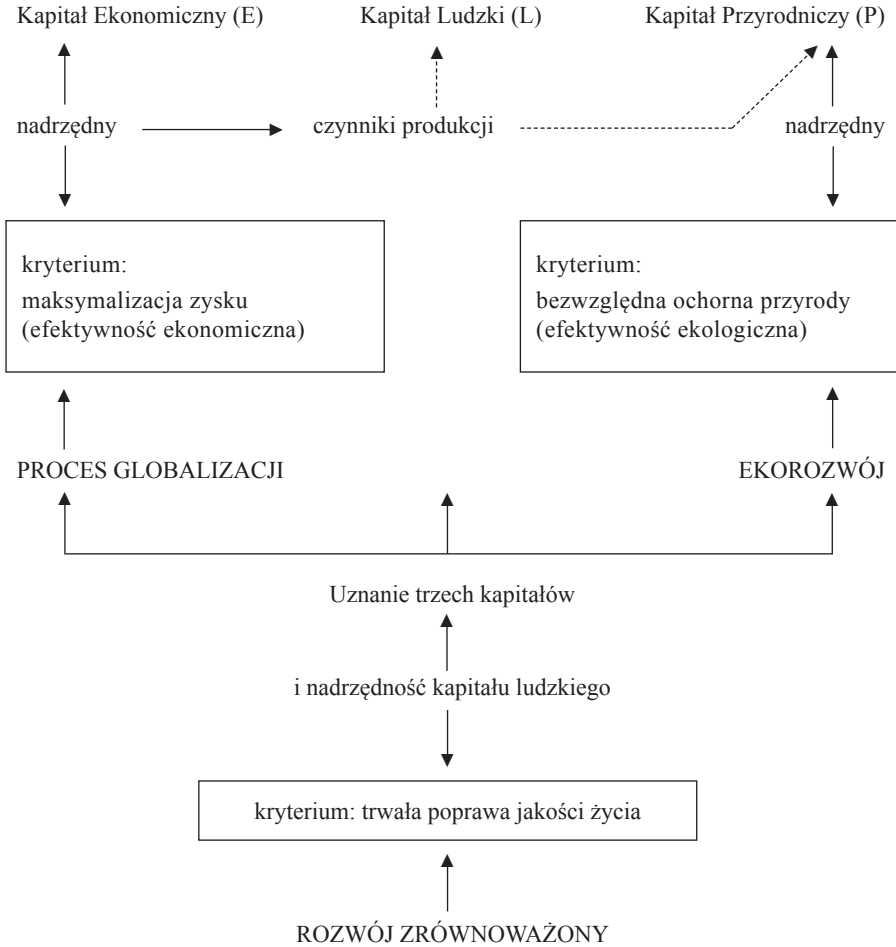 Kapitał Ekonomiczny (E) Kapitał Ludzki (L) Kapitał Przyrodniczy (P)
nadrzędny czynniki produkcji nadrzędny
kryterium:
maksymalizacja zysku
(efektywność ekonomiczna)
kryterium:
bezwzględna ochorna przyrody
(efektywność ekologiczna)
PROCES GLOBALIZACJI EKOROZWÓJ
Uznanie trzech kapitałów
i nadrzędność kapitału ludzkiego
kryterium: trwała poprawa jakości życia
ROZWÓJ ZRÓWNOWAŻONY